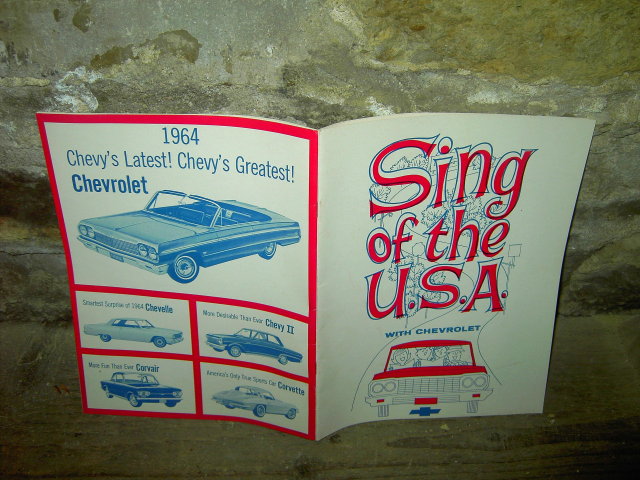 1964
Chevy's Latest! Chevy's Greatest!
Chevrolet
Smartest Surprise of 1964 Chevelle
More Desirable Than Ever Chevy II
More Fun Than Ever Corvair
America's Only True Sports Car Corvette
Sing
of the
U.S.A.
WITH CHEVROLET